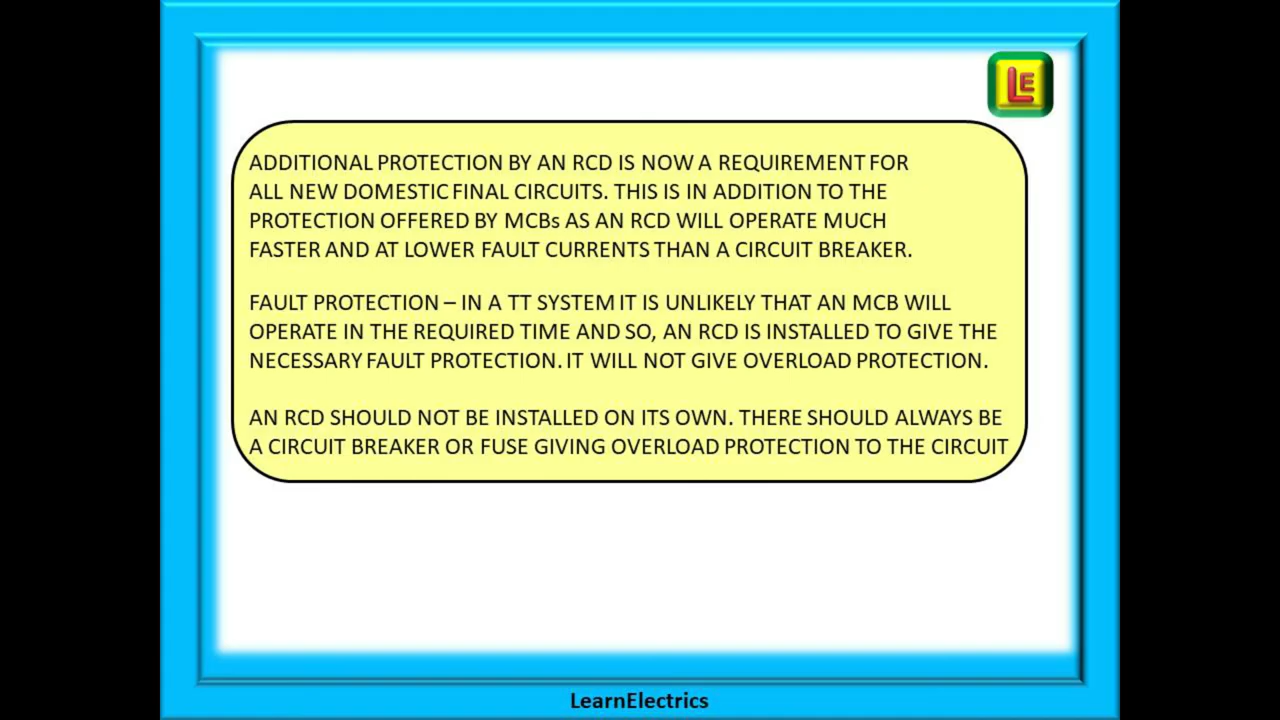 LE
ADDITIONAL PROTECTION BY AN RCD IS NOW A REQUIREMENT FOR
ALL NEW DOMESTIC FINAL CIRCUITS. THIS IS IN ADDITION TO THE
PROTECTION OFFERED BY MCBs AS AN RCD WILL OPERATE MUCH
FASTER AND AT LOWER FAULT CURRENTS THAN A CIRCUIT BREAKER.
FAULT PROTECTION – IN A TT SYSTEM IT IS UNLIKELY THAT AN MCB WILL
OPERATE IN THE REQUIRED TIME AND SO, AN RCD IS INSTALLED TO GIVE THE
NECESSARY FAULT PROTECTION. IT WILL NOT GIVE OVERLOAD PROTECTION.
AN RCD SHOULD NOT BE INSTALLED ON ITS OWN. THERE SHOULD ALWAYS BE
A CIRCUIT BREAKER OR FUSE GIVING OVERLOAD PROTECTION TO THE CIRCUIT
LearnElectrics